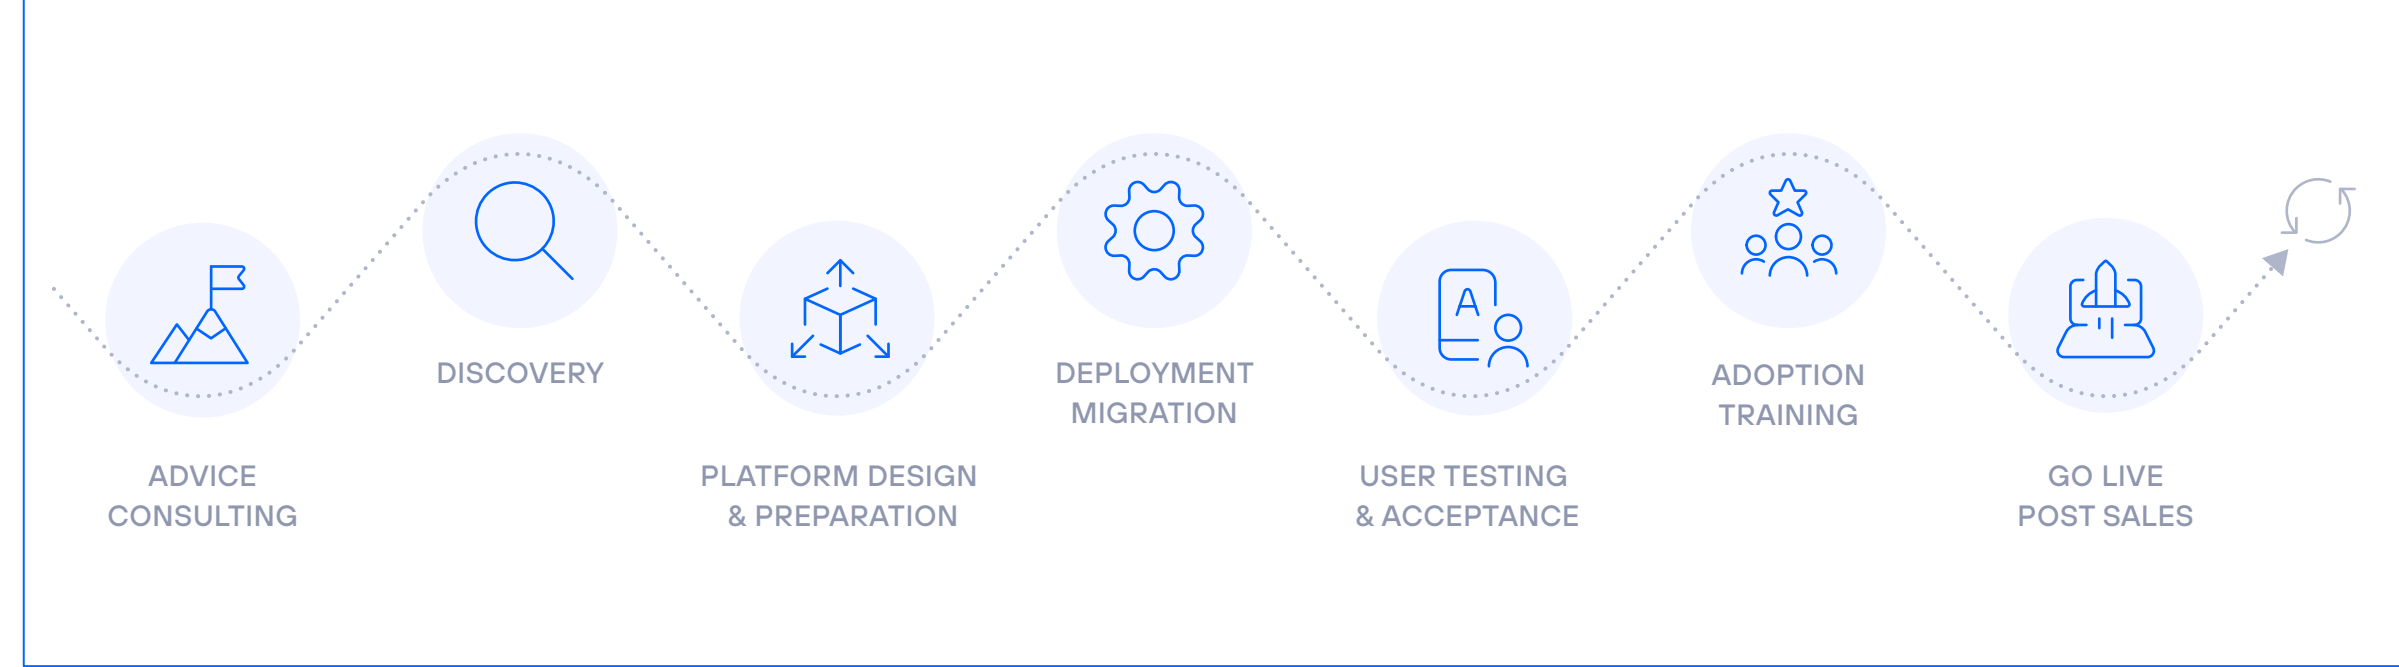 ADVICE
CONSULTING
DISCOVERY
PLATFORM DESIGN
& PREPARATION
DEPLOYMENT
MIGRATION
A
USER TESTING
& ACCEPTANCE
ADOPTION
TRAINING
GO LIVE
POST SALES